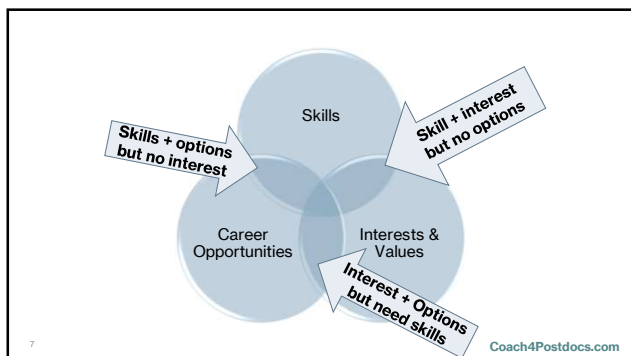 Skills
Skills + options
but no interest
Skill + interest
but no options
Career
Opportunities
Interests &
Values
Interest + Options
but need skills
7
Coach4Postdocs.com